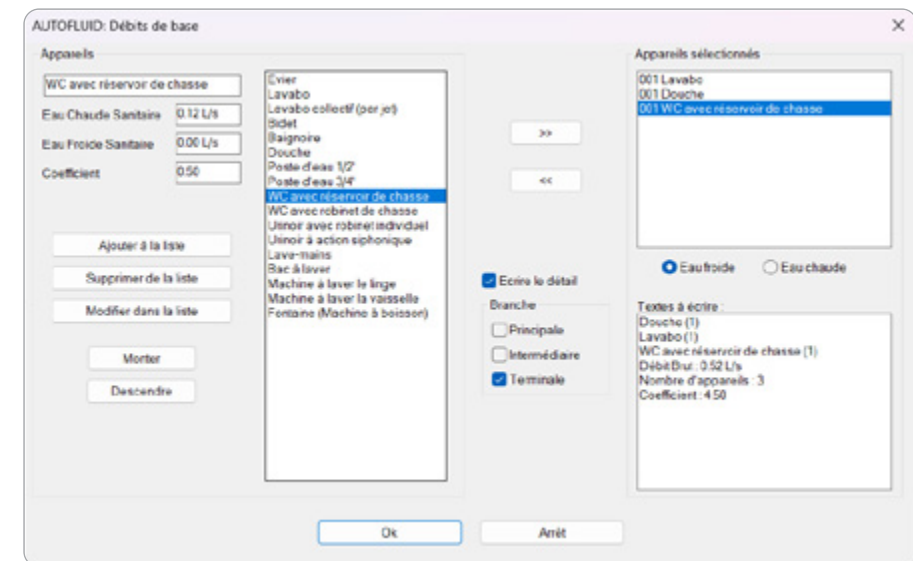 AUTOFLUID: Débits de base
Appareils
WC avec réservoir de chasse
Eau Chaude Sanitaire 0.12 L/s
Eau Froide Sanitaire 0.00 L/s
Coefficient 0.50
Ajouter à la liste
Supprimer de la liste
Modifier dans la liste
Monter
Descendre
Evier
Lavabo
Lavabo collectif (par jet)
Bidet
Baignoire
Douche
Poste d'eau 1/2"
Poste d'eau 3/4"
WC avec réservoir de chasse
WC avec robinet de chasse
Urinoir avec robinet individuel
Urinoir à action siphonique
Lave-mains
Bac à laver
Machine à laver le linge
Machine à laver la vaisselle
Fontaine (Machine à boisson)
>>
<<
Ecrire le détail
Branche
Principale
Intermédiaire
Terminale
Appareils sélectionnés
001 Lavabo
001 Douche
001 WC avec réservoir de chasse
Eau froide Eau chaude
Textes à écrire :
Douche (1)
Lavabo (1)
WC avec réservoir de chasse (1)
Débit Brut : 0.52 L/s
Nombre d'appareils : 3
Coefficient : 4.50
Ok Arrêt